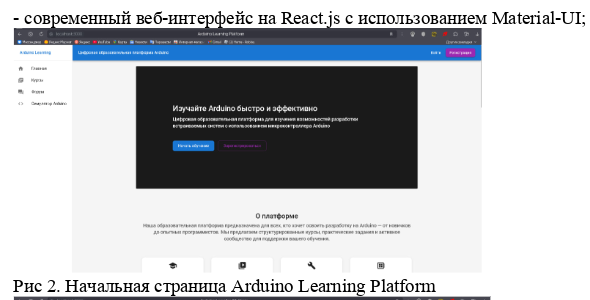 - современный веб-интерфейс на React.js с использованием Material-UI;
Arduino Learning Platform
Arduino Learning
Цифровая образовательная платформа Arduino
Войти
Регистрация
Главная
Курсы
Форум
Симулятор Arduino
Изучайте Arduino быстро и эффективно
Цифровая образовательная платформа для изучения возможностей разработки
встраиваемых систем с использованием микроконтроллера Arduino
Начать обучение
О платформе
Наша образовательная платформа предназначена для всех, кто хочет освоить разработку на Arduino — от новичков
до опытных программистов. Мы предлагаем структурированные курсы, практические задания и активное
сообщество для поддержки вашего обучения.
Рис 2. Начальная страница Arduino Learning Platform